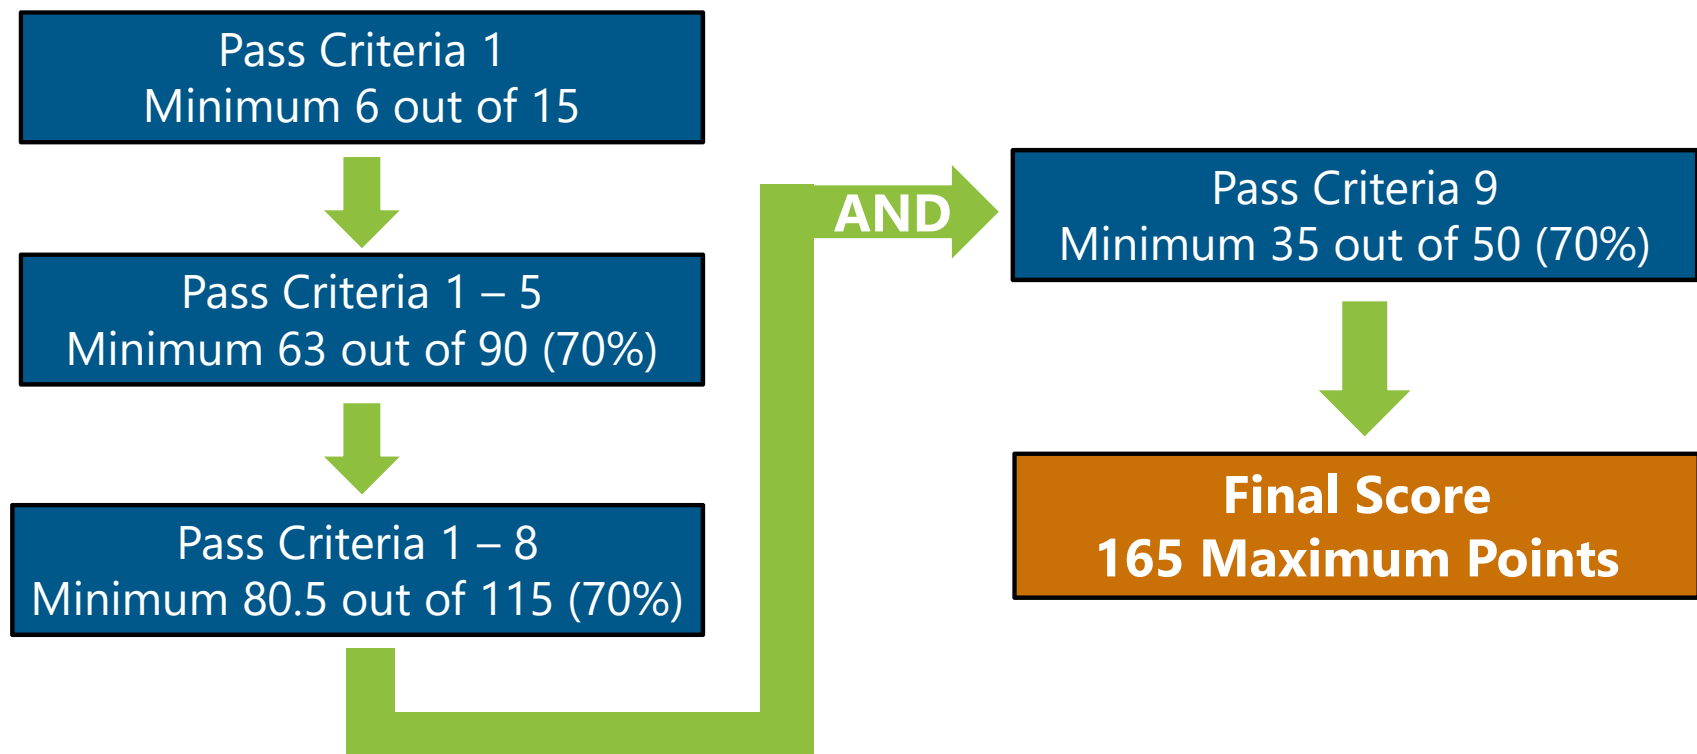 Pass Criteria 1
Minimum 6 out of 15
Pass Criteria 1 – 5
Minimum 63 out of 90 (70%)
Pass Criteria 1 – 8
Minimum 80.5 out of 115 (70%)
AND
Pass Criteria 9
Minimum 35 out of 50 (70%)
Final Score
165 Maximum Points